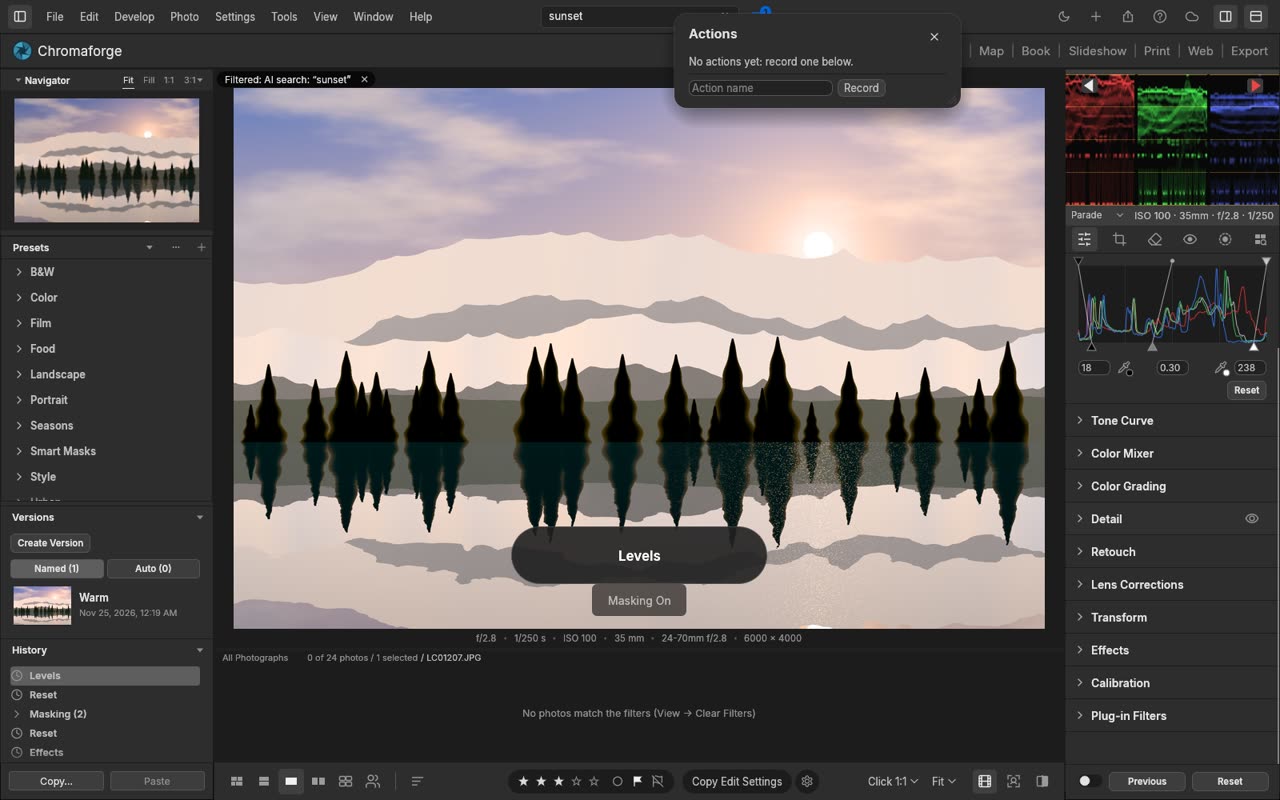 File Edit Develop Photo Settings Tools View Window Help
sunset
Chromaforge
Map | Book | Slideshow | Print | Web | Export
Actions
No actions yet: record one below.
Action name Record
Navigator Fit Fill 1:1 3:1
Filtered: AI search: “sunset”
Parade ISO 100 · 35mm · f/2.8 · 1/250
Presets
B&W
Color
Film
Food
Landscape
Portrait
Seasons
Smart Masks
Style
18 0.30 238
Reset
Tone Curve
Color Mixer
Color Grading
Detail
Retouch
Lens Corrections
Transform
Effects
Calibration
Plug-in Filters
Versions
Create Version
Named (1) Auto (0)
Warm
Nov 25, 2026, 12:19 AM
Levels
Masking On
f/2.8 · 1/250 s · ISO 100 · 35 mm · 24-70mm f/2.8 · 6000 × 4000
All Photographs 0 of 24 photos / 1 selected / LC01207.JPG
No photos match the filters (View → Clear Filters)
History
Levels
Reset
Masking (2)
Reset
Effects
Copy... Paste
Copy Edit Settings
Click 1:1 Fit
Previous Reset